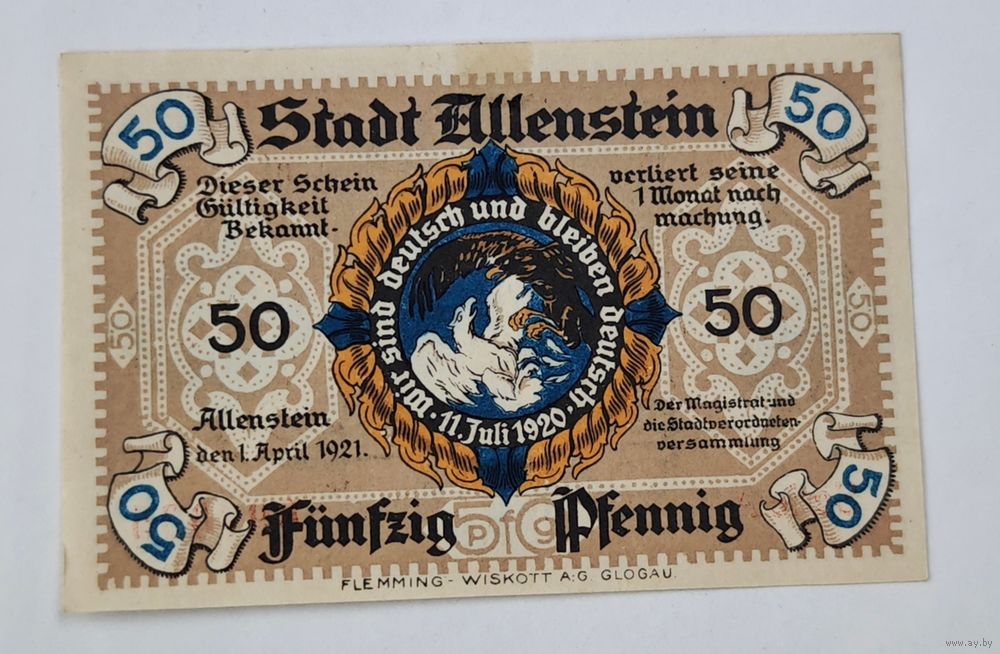 50
50
Stadt Allenstein
Dieser Schein verliert seine
Gültigkeit 1 Monat nach
Bekannt- machung.
Wir sind deutsch und bleiben deutsch
11. Juli 1920
50
50
50
50
Allenstein
den 1. April 1921.
Der Magistrat und
die Stadtverordneten-
versammlung
50
50
Fünfzig 50 Pfg Pfennig
FLEMMING - WISKOTT A:G. GLOGAU.
www.ay.by